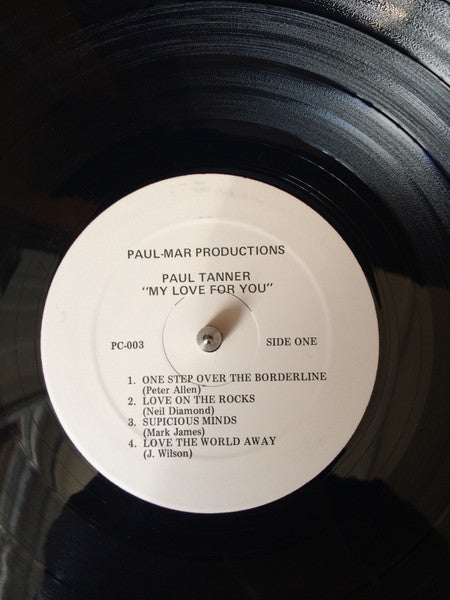 PAUL-MAR PRODUCTIONS
PAUL TANNER
"MY LOVE FOR YOU"
PC-003 SIDE ONE
1. ONE STEP OVER THE BORDERLINE
(Peter Allen)
2. LOVE ON THE ROCKS
(Neil Diamond)
3. SUPICIOUS MINDS
(Mark James)
4. LOVE THE WORLD AWAY
(J. Wilson)